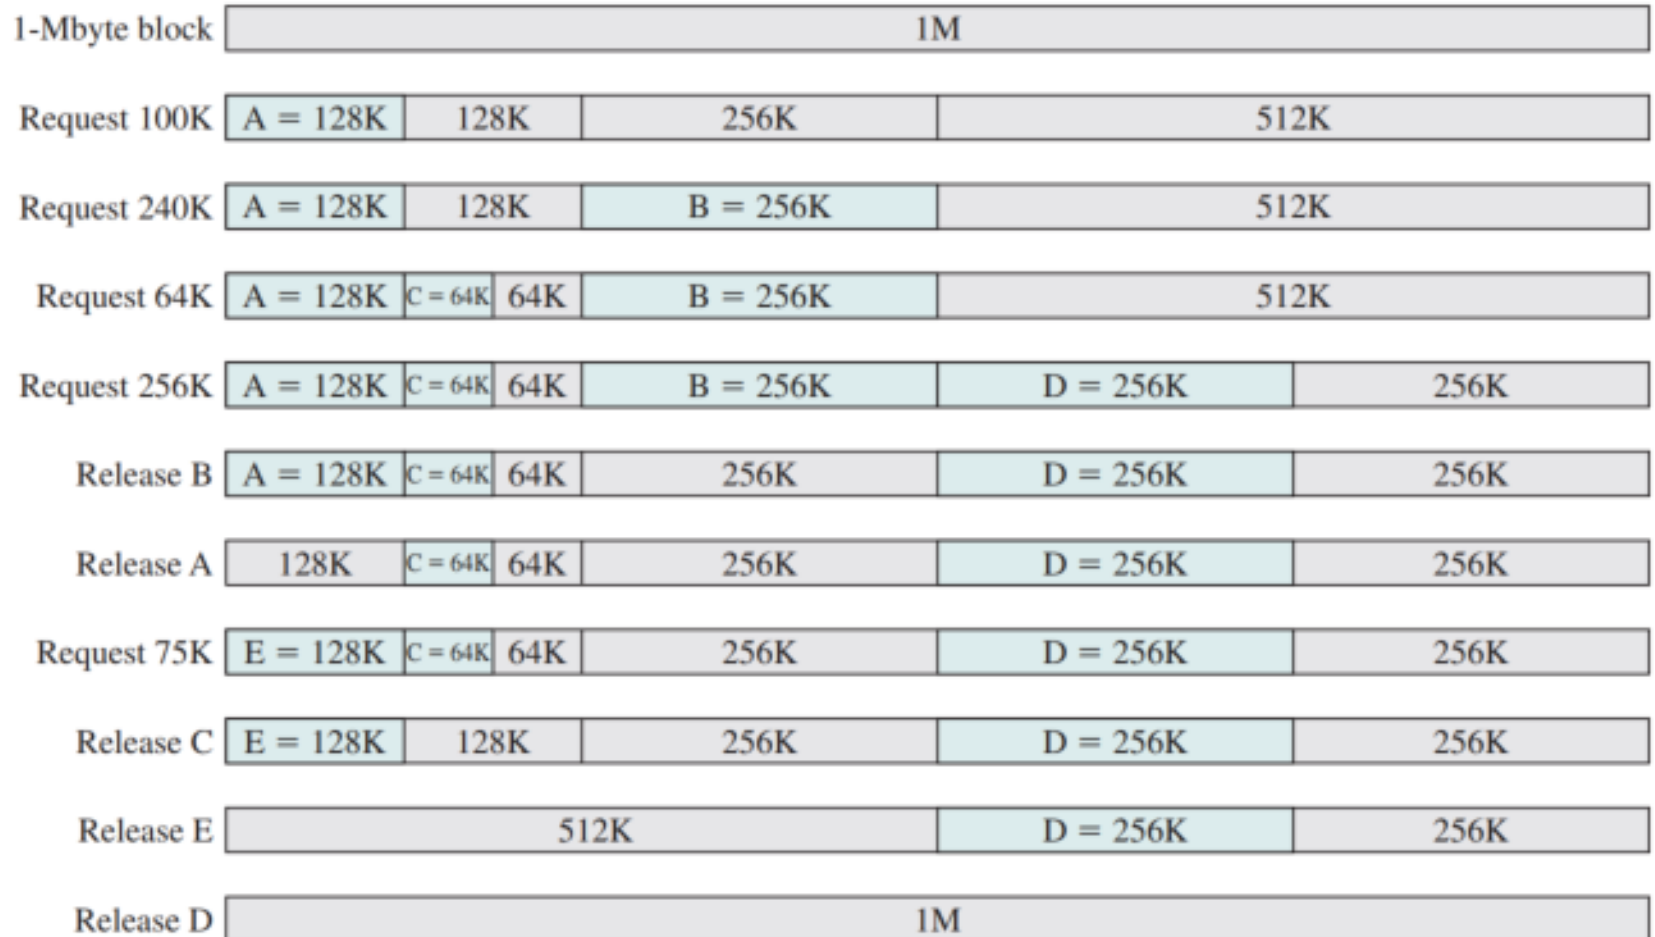 1-Mbyte block 1M
Request 100K A = 128K 128K 256K 512K
Request 240K A = 128K 128K B = 256K 512K
Request 64K A = 128K C = 64K 64K B = 256K 512K
Request 256K A = 128K C = 64K 64K B = 256K D = 256K 256K
Release B A = 128K C = 64K 64K 256K D = 256K 256K
Release A 128K C = 64K 64K 256K D = 256K 256K
Request 75K E = 128K C = 64K 64K 256K D = 256K 256K
Release C E = 128K 128K 256K D = 256K 256K
Release E 512K D = 256K 256K
Release D 1M